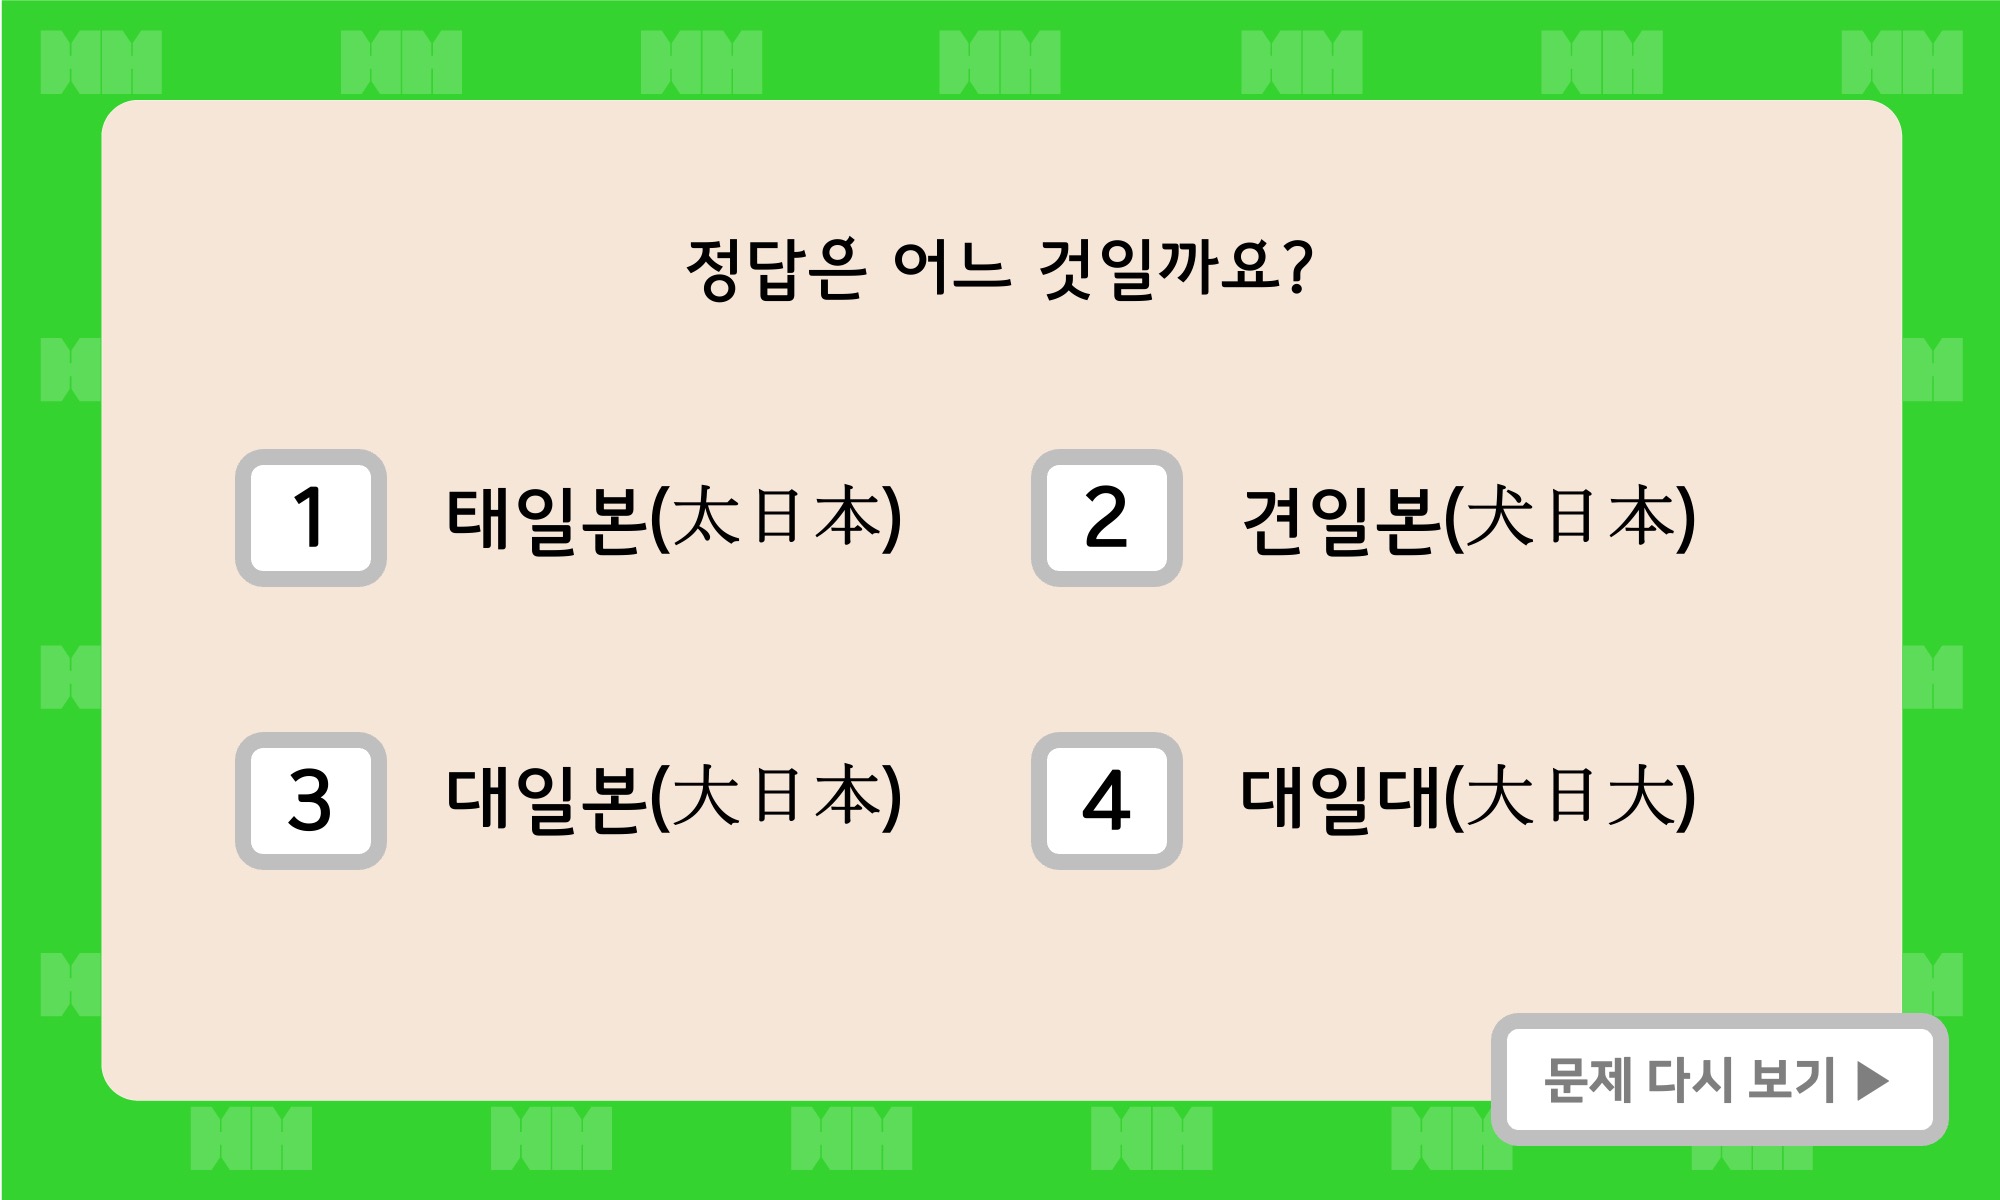 정답은 어느 것일까요?
1 태일본(太日本)
2 견일본(犬日本)
3 대일본(大日本)
4 대일대(大日大)
문제 다시 보기 ▶